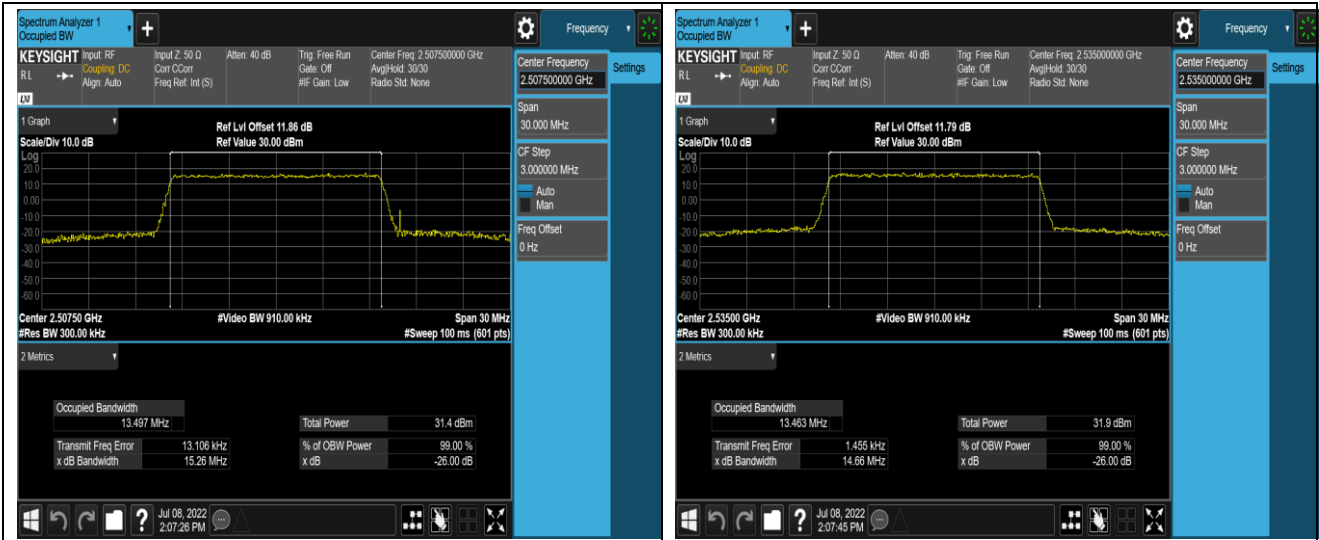 Spectrum Analyzer 1
Occupied BW
+
Frequency
KEYSIGHT Input: RF Input Z: 50 Ω Atten: 40 dB Trig: Free Run Center Freq: 2.507500000 GHz
RL Coupling: DC Corr CCorr Gate: Off Avg|Hold: 30/30
Align: Auto Freq Ref: Int (S) #IF Gain: Low Radio Std: None
LXI
Center Frequency
2.507500000 GHz
Settings
Span
30.000 MHz
CF Step
3.000000 MHz
Auto
Man
Freq Offset
0 Hz
1 Graph
Ref Lvl Offset 11.86 dB
Scale/Div 10.0 dB Ref Value 30.00 dBm
Log
20.0
10.0
0.00
-10.0
-20.0
-30.0
-40.0
-50.0
-60.0
Center 2.50750 GHz #Video BW 910.00 kHz Span 30 MHz
#Res BW 300.00 kHz #Sweep 100 ms (601 pts)
2 Metrics
Occupied Bandwidth
13.497 MHz Total Power 31.4 dBm
Transmit Freq Error 13.106 kHz % of OBW Power 99.00 %
x dB Bandwidth 15.26 MHz x dB -26.00 dB
? Jul 08, 2022
2:07:26 PM
Spectrum Analyzer 1
Occupied BW
+
Frequency
KEYSIGHT Input: RF Input Z: 50 Ω Atten: 40 dB Trig: Free Run Center Freq: 2.535000000 GHz
RL Coupling: DC Corr CCorr Gate: Off Avg|Hold: 30/30
Align: Auto Freq Ref: Int (S) #IF Gain: Low Radio Std: None
LXI
Center Frequency
2.535000000 GHz
Settings
Span
30.000 MHz
CF Step
3.000000 MHz
Auto
Man
Freq Offset
0 Hz
1 Graph
Ref Lvl Offset 11.79 dB
Scale/Div 10.0 dB Ref Value 30.00 dBm
Log
20.0
10.0
0.00
-10.0
-20.0
-30.0
-40.0
-50.0
-60.0
Center 2.53500 GHz #Video BW 910.00 kHz Span 30 MHz
#Res BW 300.00 kHz #Sweep 100 ms (601 pts)
2 Metrics
Occupied Bandwidth
13.463 MHz Total Power 31.9 dBm
Transmit Freq Error 1.455 kHz % of OBW Power 99.00 %
x dB Bandwidth 14.66 MHz x dB -26.00 dB
? Jul 08, 2022
2:07:45 PM